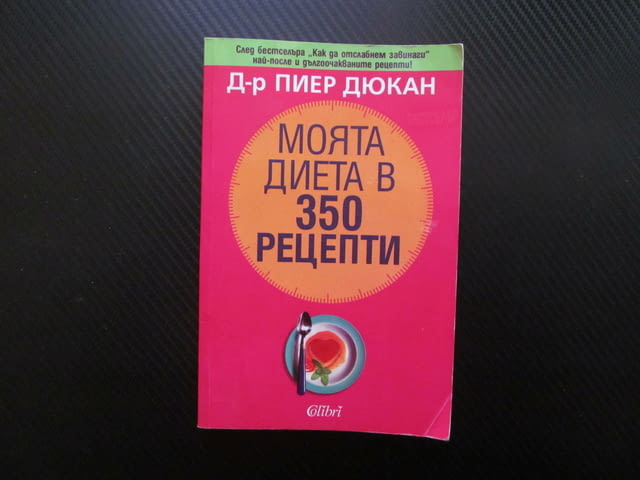 След бестселъра „Как да отслабнем завинаги"
най-после и дългоочакваните рецепти!
Д-р ПИЕР ДЮКАН
МОЯТА
ДИЕТА В
350
РЕЦЕПТИ
Colibri